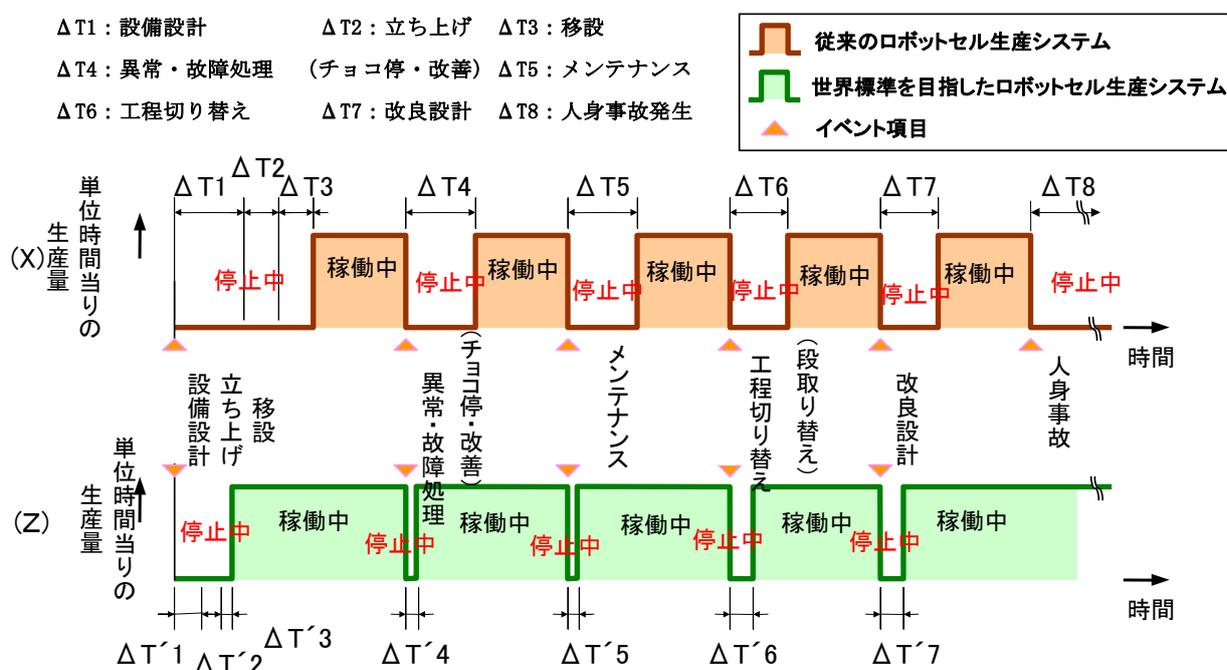 ΔT1：設備設計
ΔT2：立ち上げ
ΔT3：移設
ΔT4：異常・故障処理
(チョコ停・改善)
ΔT5：メンテナンス
ΔT6：工程切り替え
ΔT7：改良設計
ΔT8：人身事故発生
従来のロボットセル生産システム
世界標準を目指したロボットセル生産システム
イベント項目
(X)
単位時間当りの
生産量
ΔT1
ΔT2
ΔT3
ΔT4
ΔT5
ΔT6
ΔT7
ΔT8
停止中
稼働中
停止中
稼働中
停止中
稼働中
停止中
稼働中
停止中
稼働中
停止中
時間
設備設計
立ち上げ
移設
異常・故障処理
(チョコ停・改善)
メンテナンス
工程切り替え
(段取り替え)
改良設計
人身事故
(Z)
単位時間当りの
生産量
停止中
稼働中
停止中
稼働中
停止中
稼働中
停止中
稼働中
停止中
稼働中
時間
ΔT´1
ΔT´2
ΔT´3
ΔT´4
ΔT´5
ΔT´6
ΔT´7